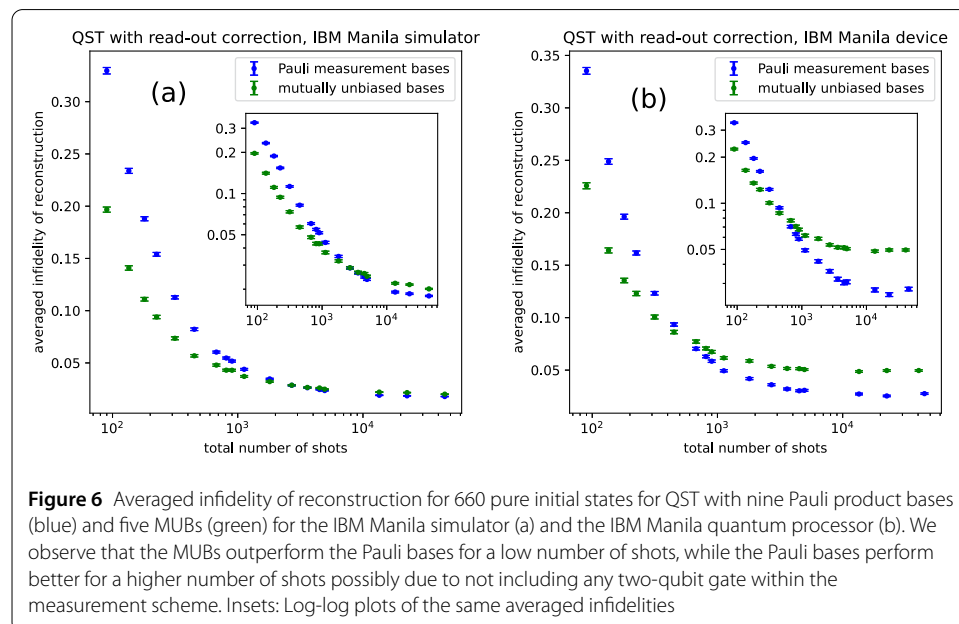 QST with read-out correction, IBM Manila simulator
QST with read-out correction, IBM Manila device
averaged infidelity of reconstruction
0.30
0.25
0.20
0.15
0.10
0.05
(a)
Pauli measurement bases
mutually unbiased bases
0.3
0.2
0.1
0.05
10²
10³
10⁴
10²
10³
10⁴
total number of shots
averaged infidelity of reconstruction
0.35
0.30
0.25
0.20
0.15
0.10
0.05
(b)
Pauli measurement bases
mutually unbiased bases
0.3
0.2
0.1
0.05
10²
10³
10⁴
10²
10³
10⁴
total number of shots
Figure 6 Averaged infidelity of reconstruction for 660 pure initial states for QST with nine Pauli product bases
(blue) and five MUBs (green) for the IBM Manila simulator (a) and the IBM Manila quantum processor (b). We
observe that the MUBs outperform the Pauli bases for a low number of shots, while the Pauli bases perform
better for a higher number of shots possibly due to not including any two-qubit gate within the
measurement scheme. Insets: Log-log plots of the same averaged infidelities